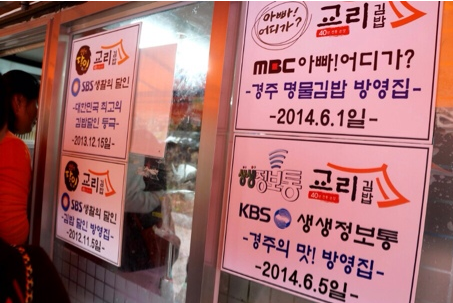 달인
교리김밥
SBS 생활의 달인
-대한민국 최고의
김밥달인 등극-
-2013.12.15일-
달인
교리김밥
SBS 생활의 달인
-김밥 달인 방영집-
-2012.11.5일-
아빠!
어디가?
교리김밥
MBC 아빠!어디가?
-경주 명물김밥 방영집-
-2014.6.1일-
생생
정보통
교리김밥
KBS 생생정보통
-경주의 맛! 방영집-
-2014.6.5일-